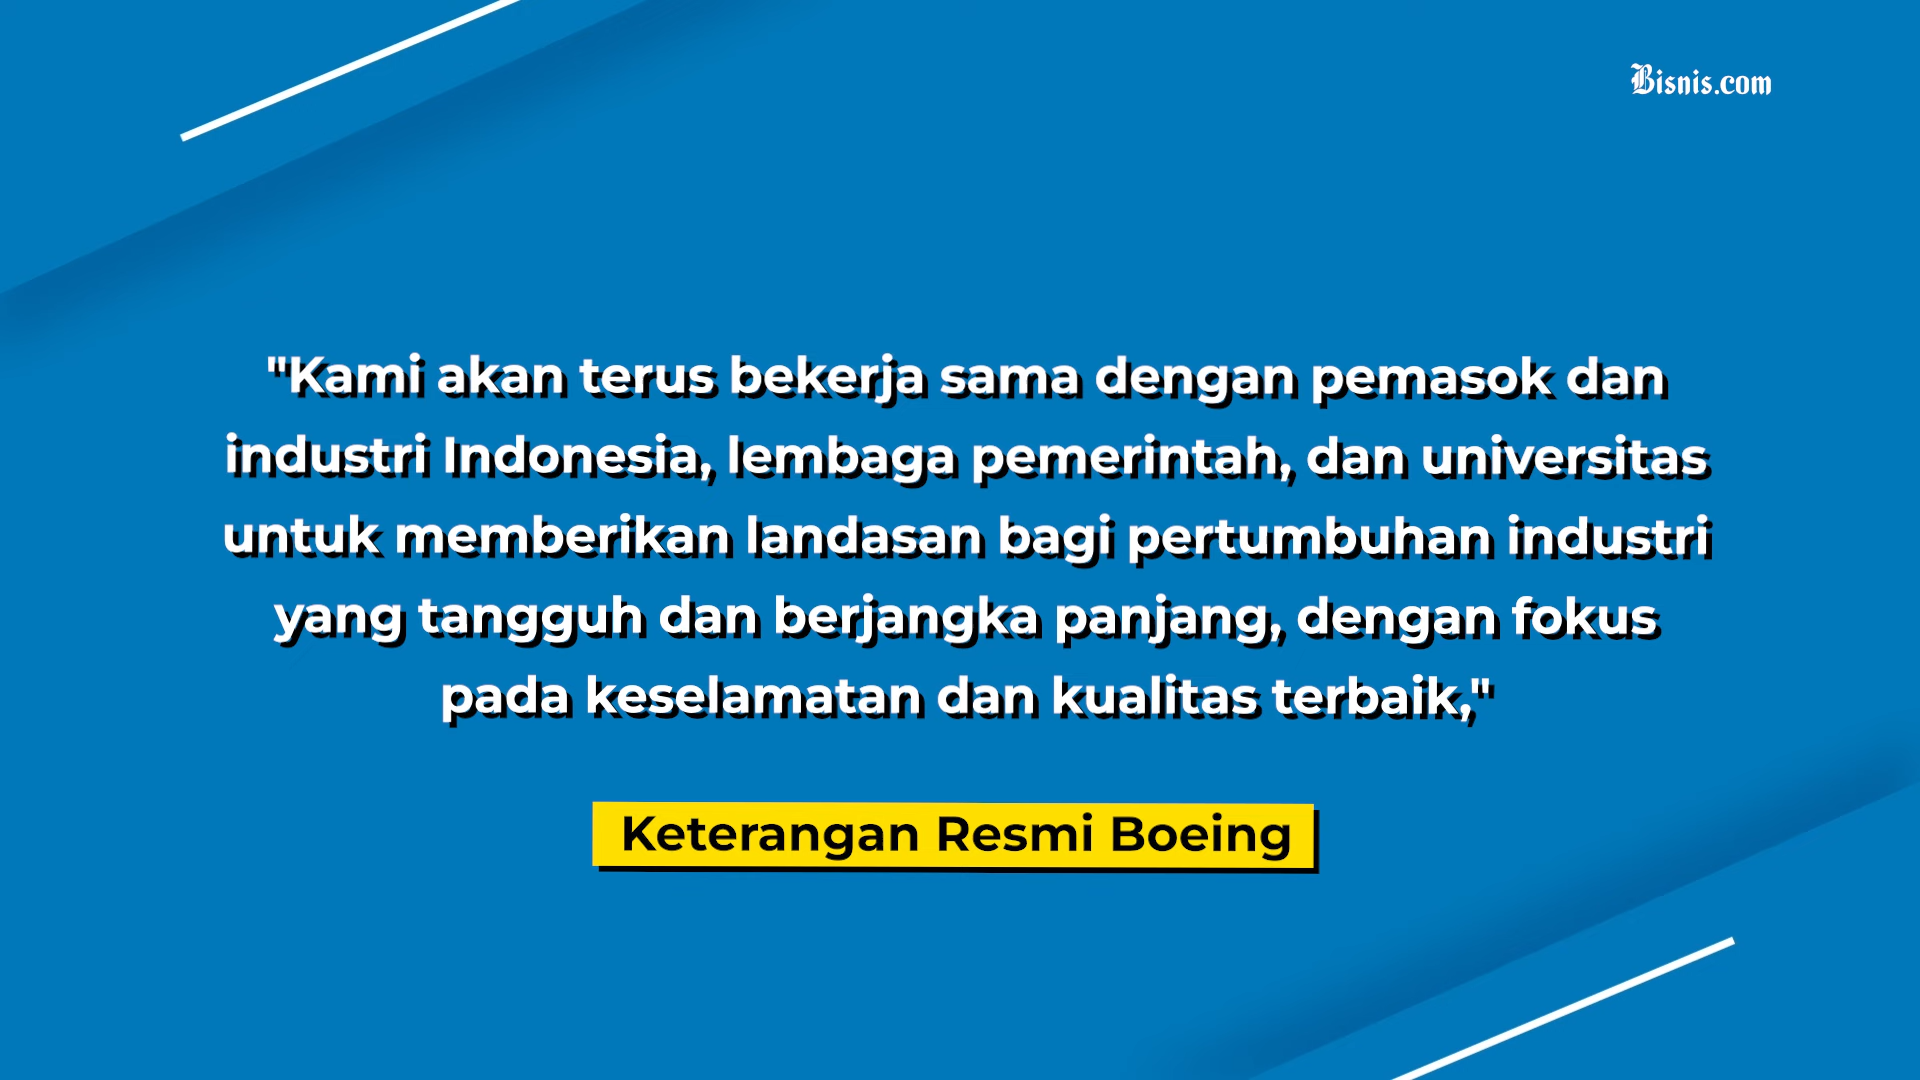 Bisnis.com
"Kami akan terus bekerja sama dengan pemasok dan
industri Indonesia, lembaga pemerintah, dan universitas
untuk memberikan landasan bagi pertumbuhan industri
yang tangguh dan berjangka panjang, dengan fokus
pada keselamatan dan kualitas terbaik,"
Keterangan Resmi Boeing